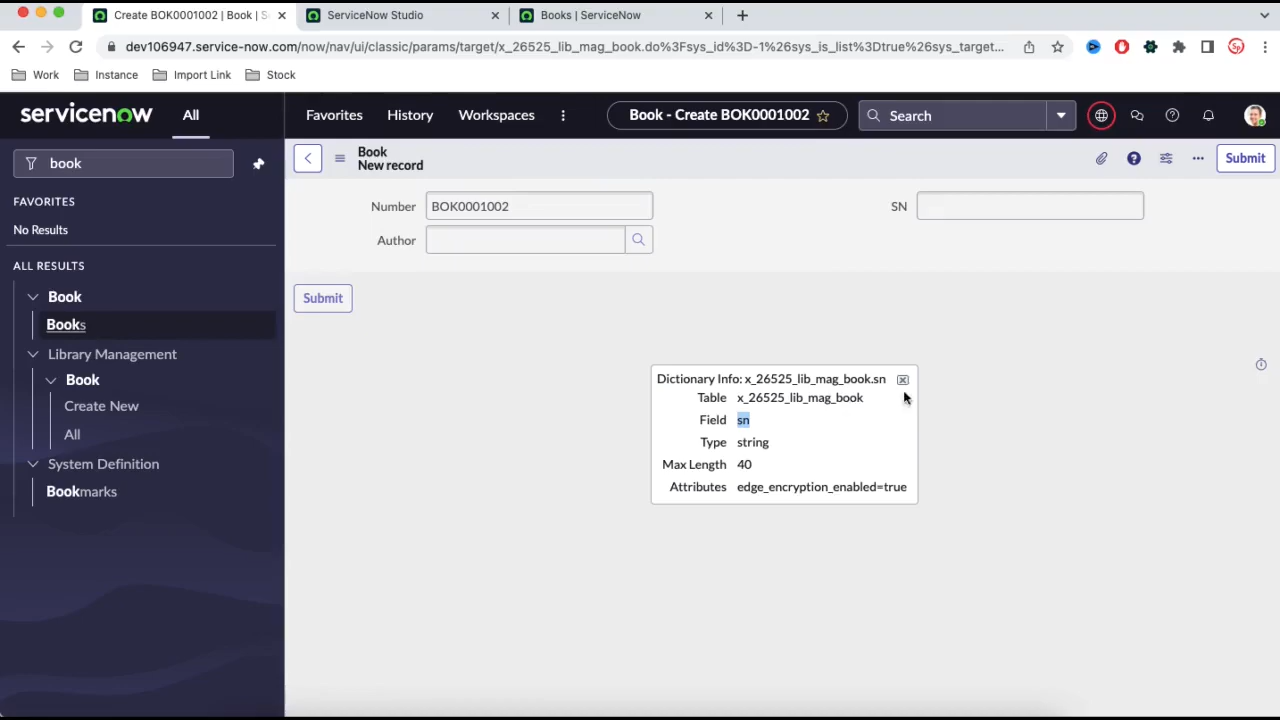 Create BOK0001002 | Book | S
ServiceNow Studio
Books | ServiceNow
dev106947.service-now.com/now/nav/ui/classic/params/target/x_26525_lib_mag_book.do%3Fsys_id%3D-1%26sys_is_list%3Dtrue%26sys_target...
Work
Instance
Import Link
Stock
servicenow
All
Favorites
History
Workspaces
Book - Create BOK0001002
Search
book
FAVORITES
No Results
ALL RESULTS
Book
Books
Library Management
Book
Create New
All
System Definition
Bookmarks
Book
New record
Submit
Number BOK0001002
SN
Author
Submit
Dictionary Info: x_26525_lib_mag_book.sn
Table x_26525_lib_mag_book
Field sn
Type string
Max Length 40
Attributes edge_encryption_enabled=true